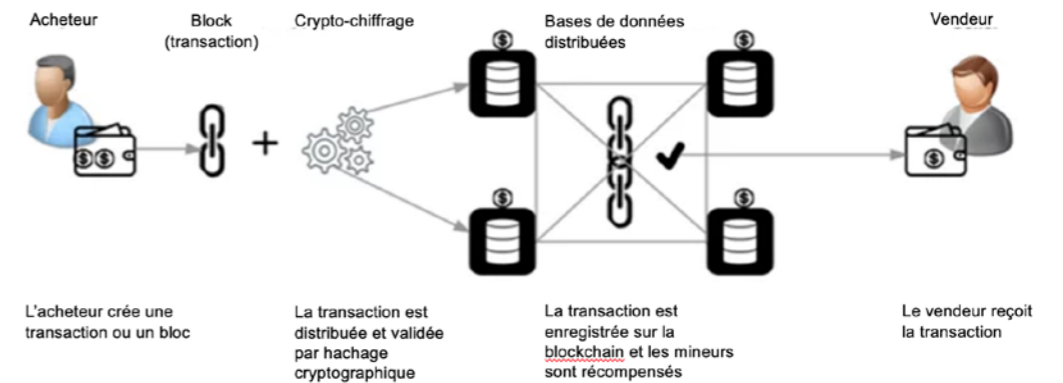 Acheteur
Block
(transaction)
Crypto-chiffrage
Bases de données
distribuées
Vendeur
L'acheteur crée une
transaction ou un bloc
La transaction est
distribuée et validée
par hachage
cryptographique
La transaction est
enregistrée sur la
blockchain et les mineurs
sont récompensés
Le vendeur reçoit
la transaction